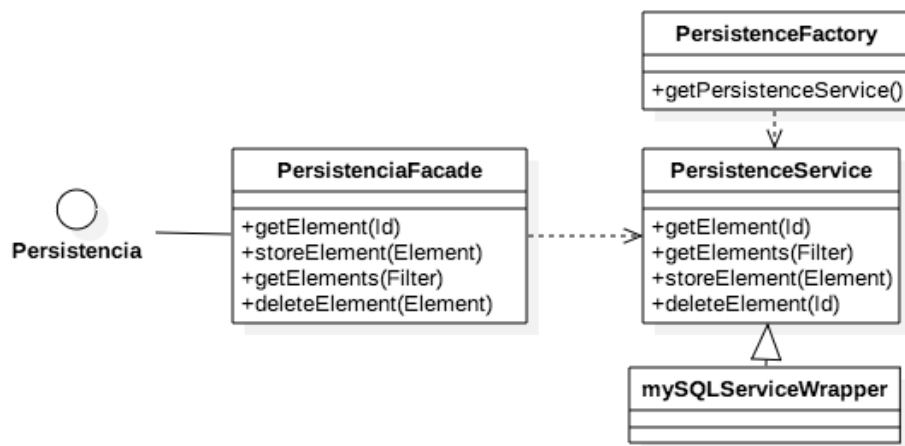 PersistenceFactory
+getPersistenceService()
Persistencia
PersistenciaFacade
+getElement(Id)
+storeElement(Element)
+getElements(Filter)
+deleteElement(Element)
PersistenceService
+getElement(Id)
+getElements(Filter)
+storeElement(Element)
+deleteElement(Id)
mySQLServiceWrapper